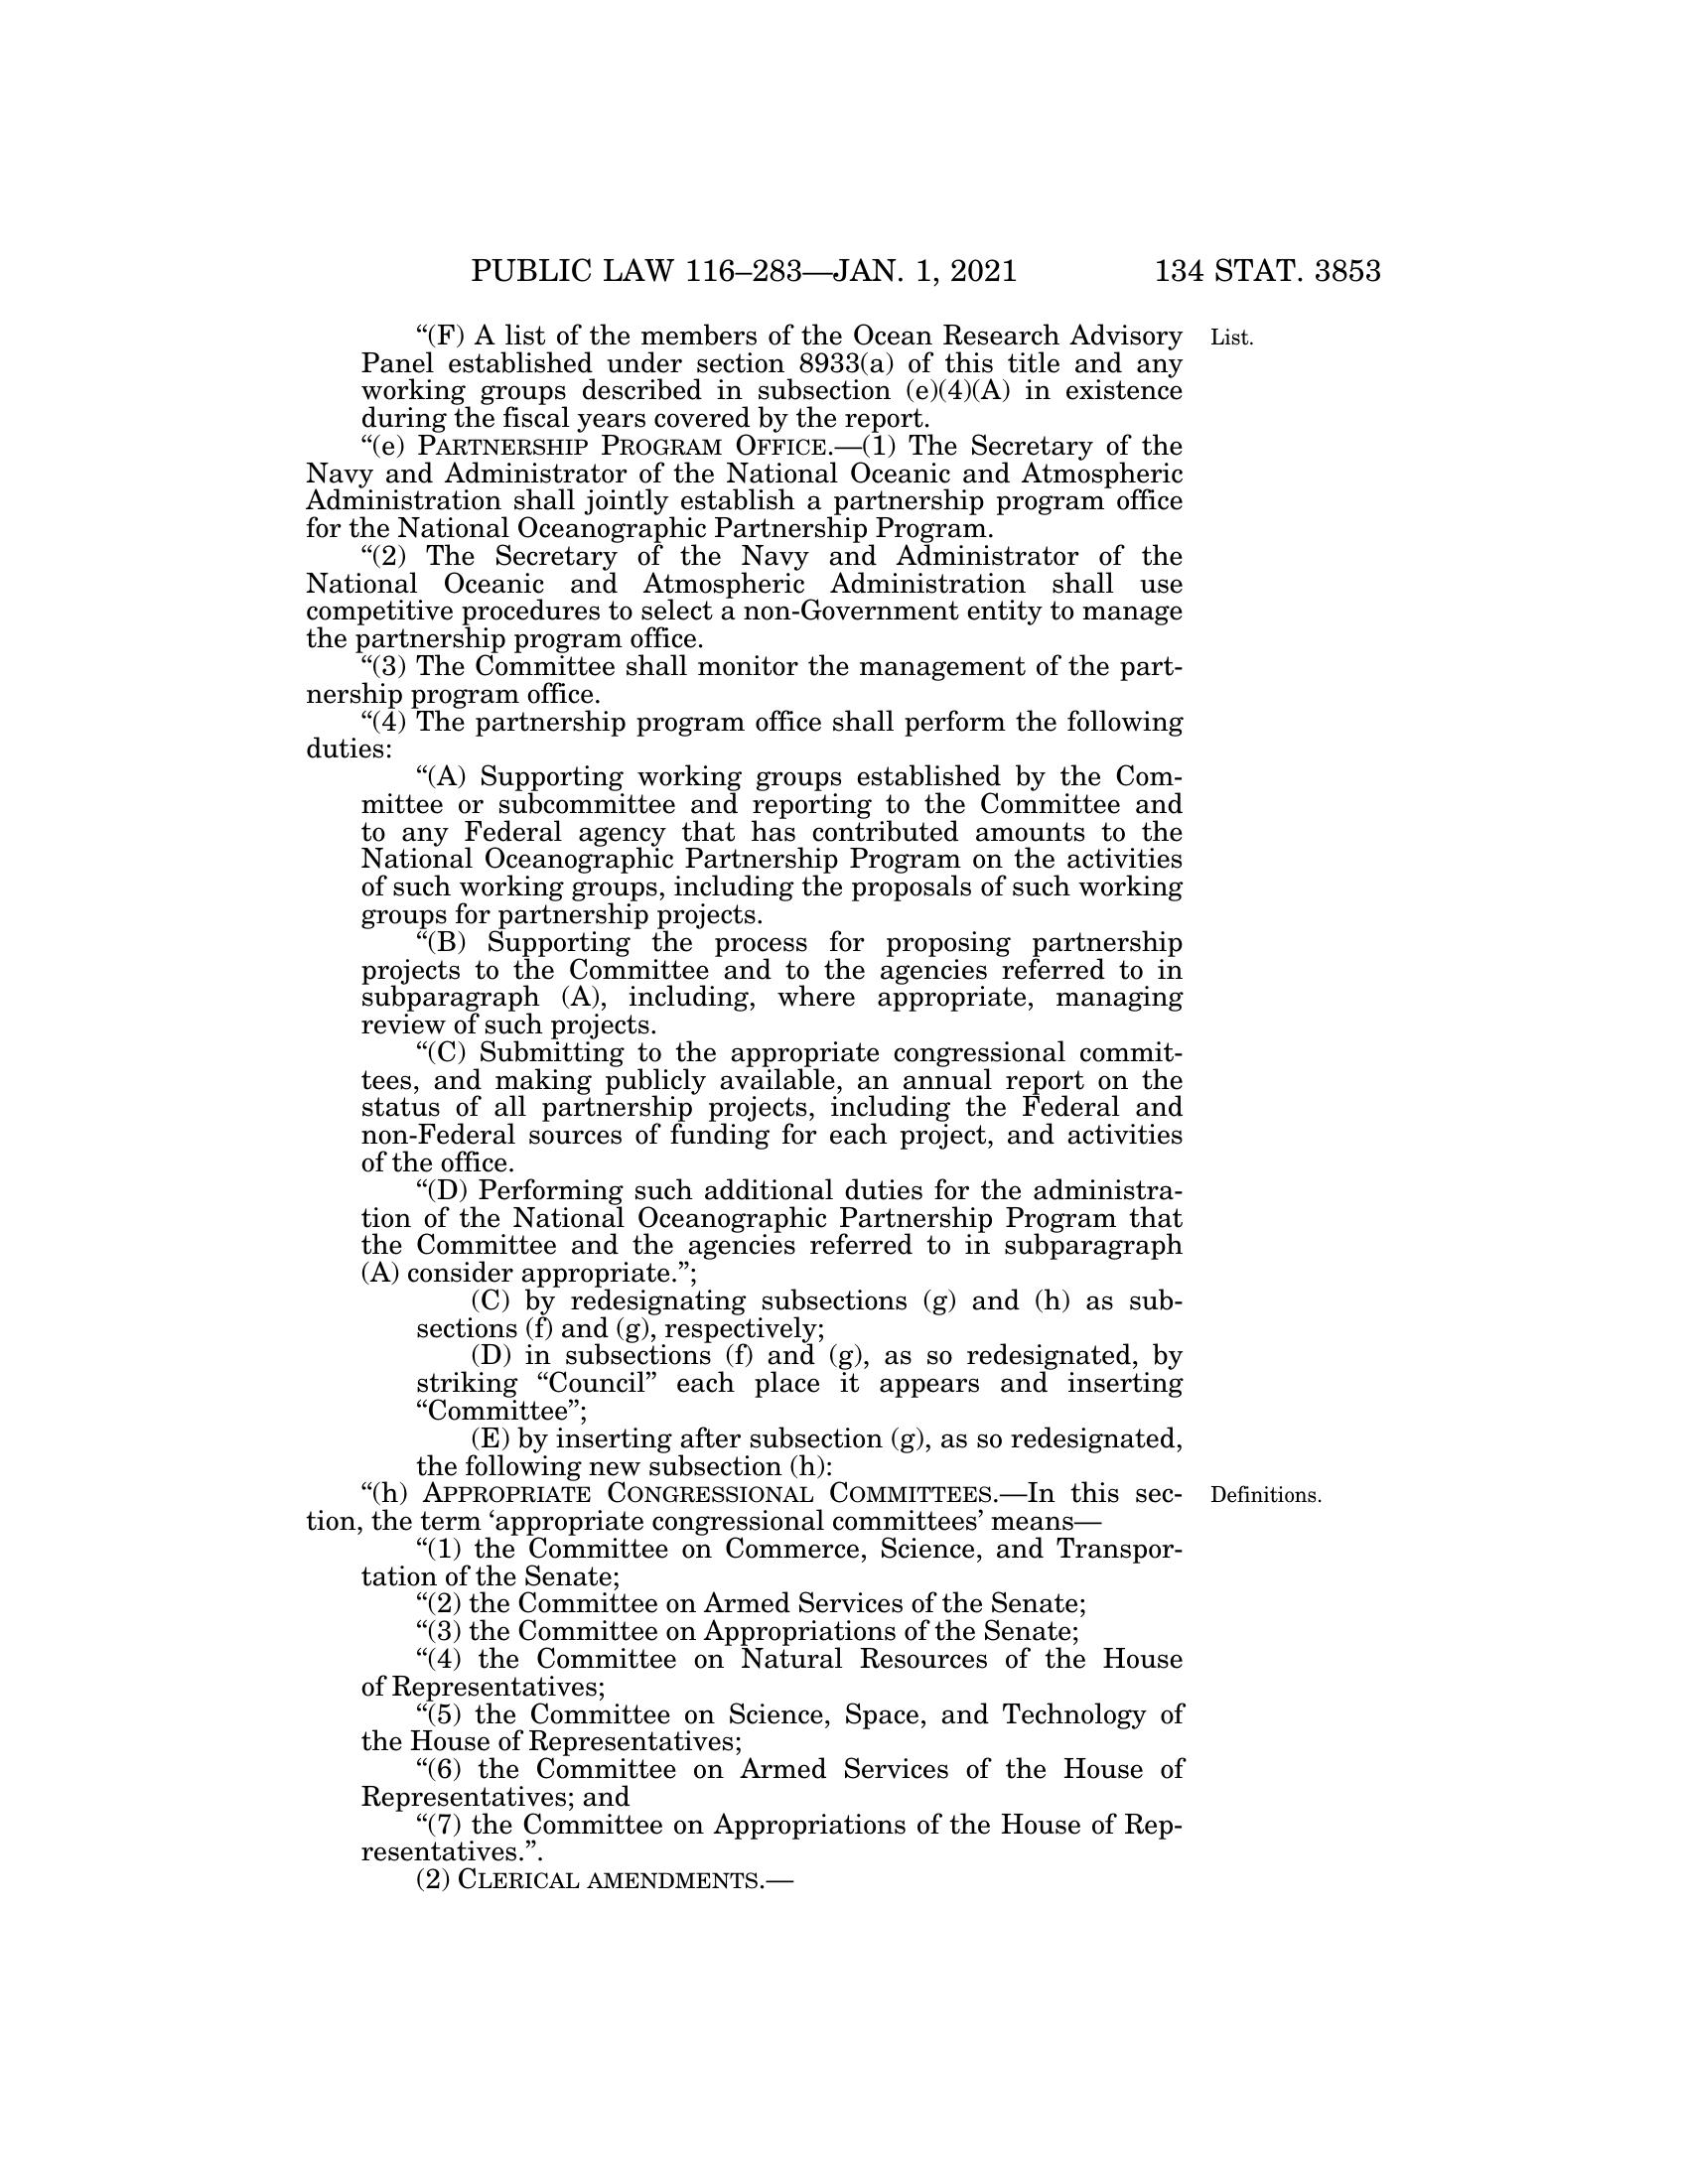 PUBLIC LAW 116–283—JAN. 1, 2021 134 STAT. 3853
“(F) A list of the members of the Ocean Research Advisory
List.
Panel established under section 8933(a) of this title and any
working groups described in subsection (e)(4)(A) in existence
during the fiscal years covered by the report.
“(e) PARTNERSHIP PROGRAM OFFICE.—(1) The Secretary of the
Navy and Administrator of the National Oceanic and Atmospheric
Administration shall jointly establish a partnership program office
for the National Oceanographic Partnership Program.
“(2) The Secretary of the Navy and Administrator of the
National Oceanic and Atmospheric Administration shall use
competitive procedures to select a non-Government entity to manage
the partnership program office.
“(3) The Committee shall monitor the management of the part-
nership program office.
“(4) The partnership program office shall perform the following
duties:
“(A) Supporting working groups established by the Com-
mittee or subcommittee and reporting to the Committee and
to any Federal agency that has contributed amounts to the
National Oceanographic Partnership Program on the activities
of such working groups, including the proposals of such working
groups for partnership projects.
“(B) Supporting the process for proposing partnership
projects to the Committee and to the agencies referred to in
subparagraph (A), including, where appropriate, managing
review of such projects.
“(C) Submitting to the appropriate congressional commit-
tees, and making publicly available, an annual report on the
status of all partnership projects, including the Federal and
non-Federal sources of funding for each project, and activities
of the office.
“(D) Performing such additional duties for the administra-
tion of the National Oceanographic Partnership Program that
the Committee and the agencies referred to in subparagraph
(A) consider appropriate.”;
(C) by redesignating subsections (g) and (h) as sub-
sections (f) and (g), respectively;
(D) in subsections (f) and (g), as so redesignated, by
striking “Council” each place it appears and inserting
“Committee”;
(E) by inserting after subsection (g), as so redesignated,
the following new subsection (h):
“(h) APPROPRIATE CONGRESSIONAL COMMITTEES.—In this sec-
Definitions.
tion, the term ‘appropriate congressional committees’ means—
“(1) the Committee on Commerce, Science, and Transpor-
tation of the Senate;
“(2) the Committee on Armed Services of the Senate;
“(3) the Committee on Appropriations of the Senate;
“(4) the Committee on Natural Resources of the House
of Representatives;
“(5) the Committee on Science, Space, and Technology of
the House of Representatives;
“(6) the Committee on Armed Services of the House of
Representatives; and
“(7) the Committee on Appropriations of the House of Rep-
resentatives.”.
(2) CLERICAL AMENDMENTS.—